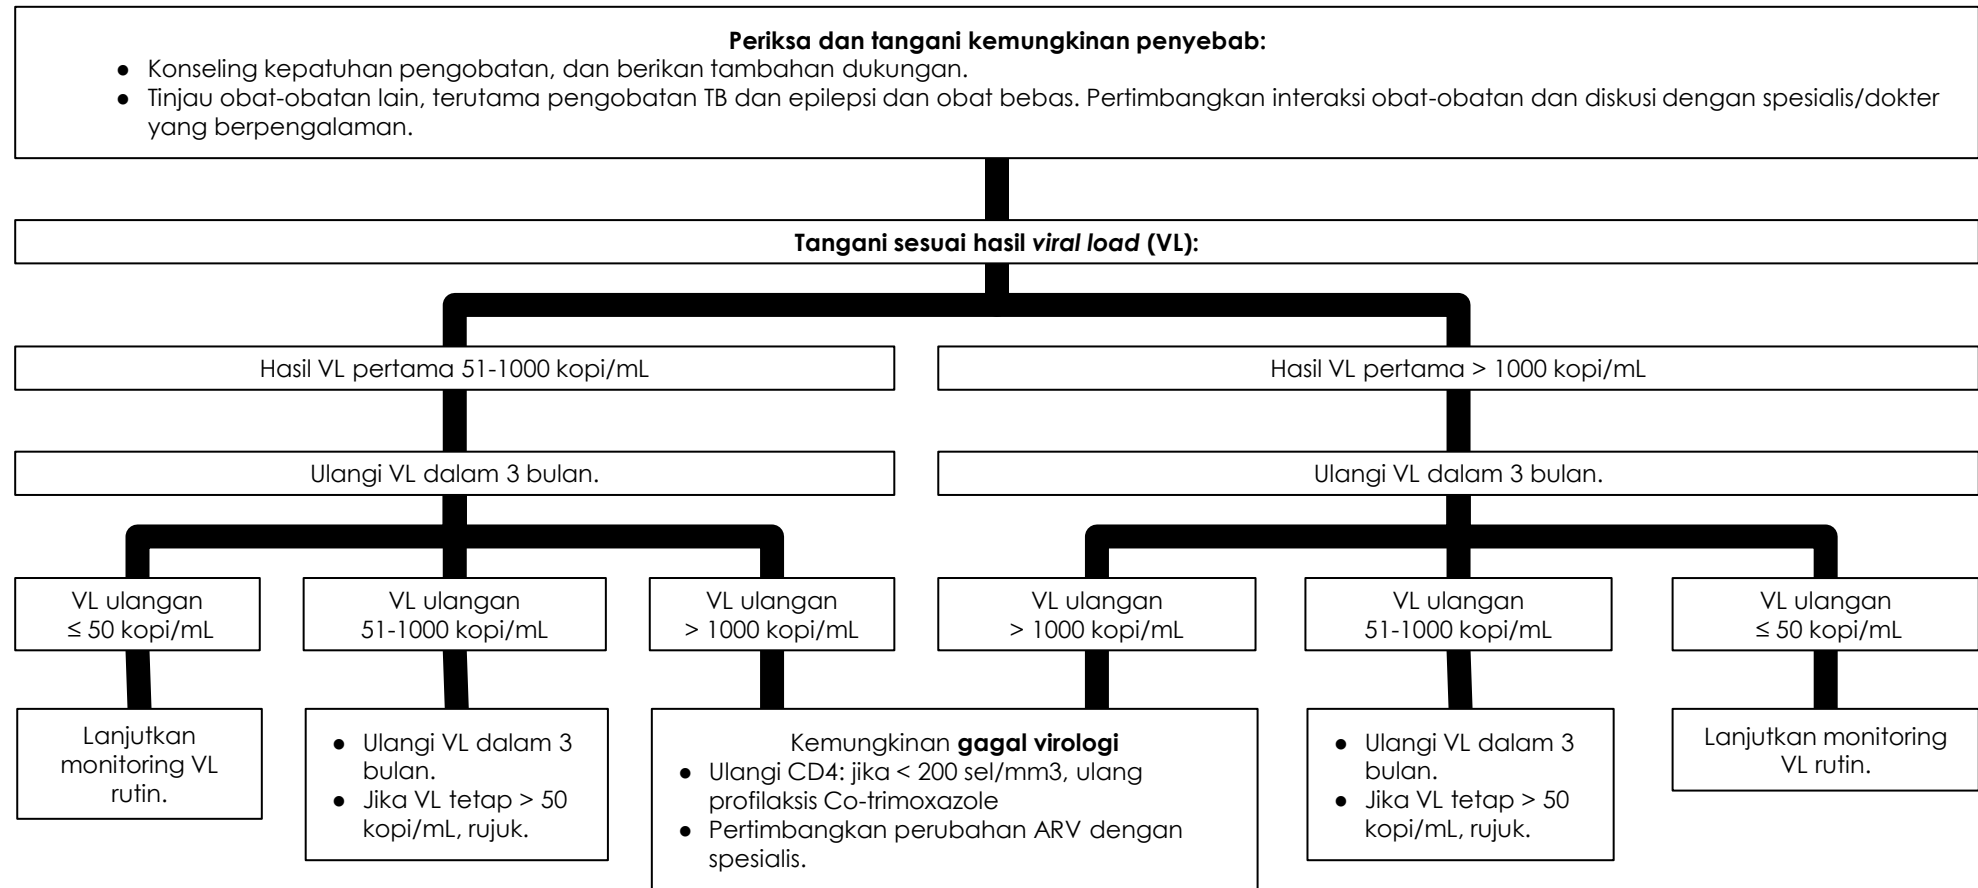 Periksa dan tangani kemungkinan penyebab:
● Konseling kepatuhan pengobatan, dan berikan tambahan dukungan.
● Tinjau obat-obatan lain, terutama pengobatan TB dan epilepsi dan obat bebas. Pertimbangkan interaksi obat-obatan dan diskusi dengan spesialis/dokter
yang berpengalaman.
Tangani sesuai hasil viral load (VL):
Hasil VL pertama 51-1000 kopi/mL
Hasil VL pertama > 1000 kopi/mL
Ulangi VL dalam 3 bulan.
Ulangi VL dalam 3 bulan.
VL ulangan
≤ 50 kopi/mL
VL ulangan
51-1000 kopi/mL
VL ulangan
> 1000 kopi/mL
VL ulangan
> 1000 kopi/mL
VL ulangan
51-1000 kopi/mL
VL ulangan
≤ 50 kopi/mL
Lanjutkan
monitoring VL
rutin.
● Ulangi VL dalam 3
bulan.
● Jika VL tetap > 50
kopi/mL, rujuk.
Kemungkinan gagal virologi
● Ulangi CD4: jika < 200 sel/mm3, ulang
profilaksis Co-trimoxazole
● Pertimbangkan perubahan ARV dengan
spesialis.
● Ulangi VL dalam 3
bulan.
● Jika VL tetap > 50
kopi/mL, rujuk.
Lanjutkan monitoring
VL rutin.